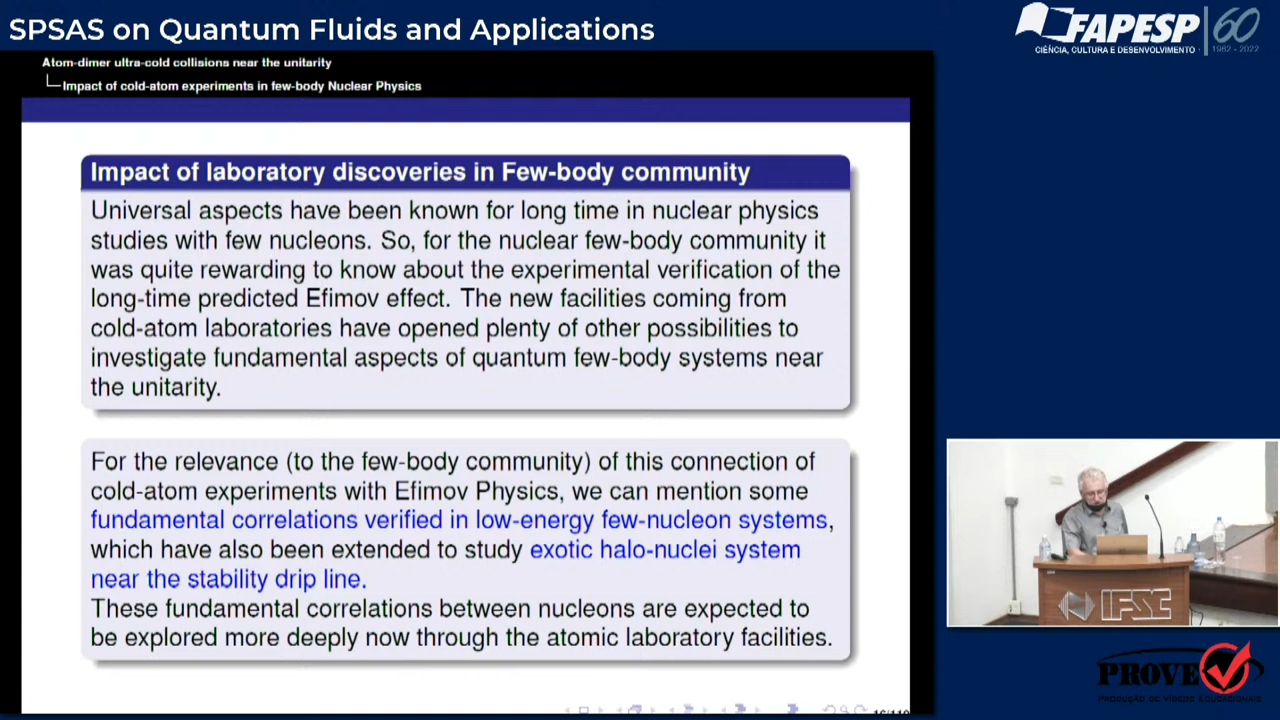 SPSAS on Quantum Fluids and Applications
FAPESP 60
CIÊNCIA, CULTURA E DESENVOLVIMENTO 1962 - 2022
Atom-dimer ultra-cold collisions near the unitarity
Impact of cold-atom experiments in few-body Nuclear Physics
Impact of laboratory discoveries in Few-body community
Universal aspects have been known for long time in nuclear physics
studies with few nucleons. So, for the nuclear few-body community it
was quite rewarding to know about the experimental verification of the
long-time predicted Efimov effect. The new facilities coming from
cold-atom laboratories have opened plenty of other possibilities to
investigate fundamental aspects of quantum few-body systems near
the unitarity.
For the relevance (to the few-body community) of this connection of
cold-atom experiments with Efimov Physics, we can mention some
fundamental correlations verified in low-energy few-nucleon systems,
which have also been extended to study exotic halo-nuclei system
near the stability drip line.
These fundamental correlations between nucleons are expected to
be explored more deeply now through the atomic laboratory facilities.
IFSC
PROVE
PRODUÇÃO DE VÍDEOS EDUCACIONAIS